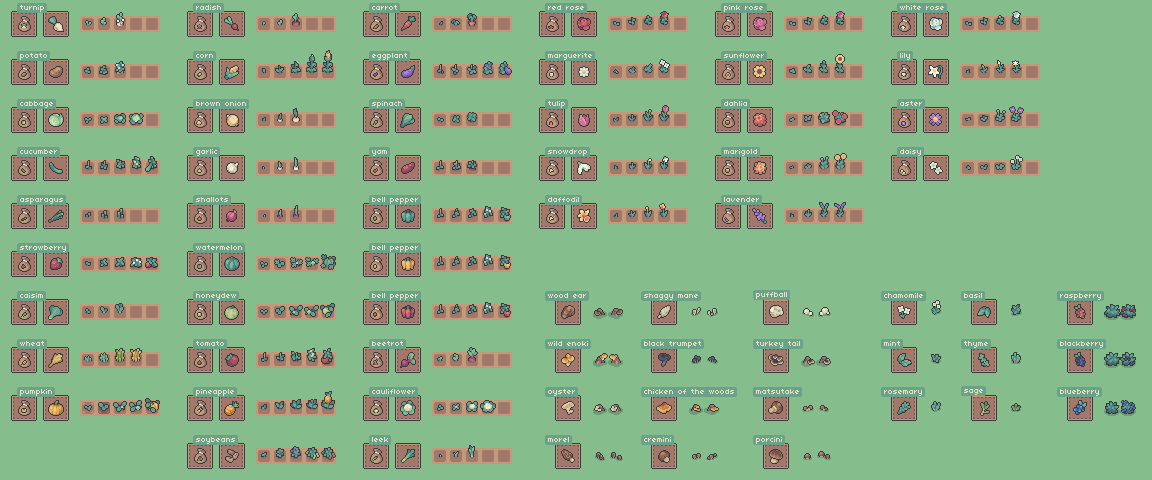 turnip
radish
carrot
red rose
pink rose
white rose
potato
corn
eggplant
marguerite
sunflower
lily
cabbage
brown onion
spinach
tulip
dahlia
aster
cucumber
garlic
yam
snowdrop
marigold
daisy
asparagus
shallots
bell pepper
daffodil
lavender
strawberry
watermelon
bell pepper
caisim
honeydew
bell pepper
wood ear
shaggy mane
puffball
chamomile
basil
raspberry
wheat
tomato
beetrot
wild enoki
black trumpet
turkey tail
mint
thyme
blackberry
pumpkin
pineapple
cauliflower
oyster
chicken of the woods
matsutake
rosemary
sage
blueberry
soybeans
leek
morel
cremini
porcini